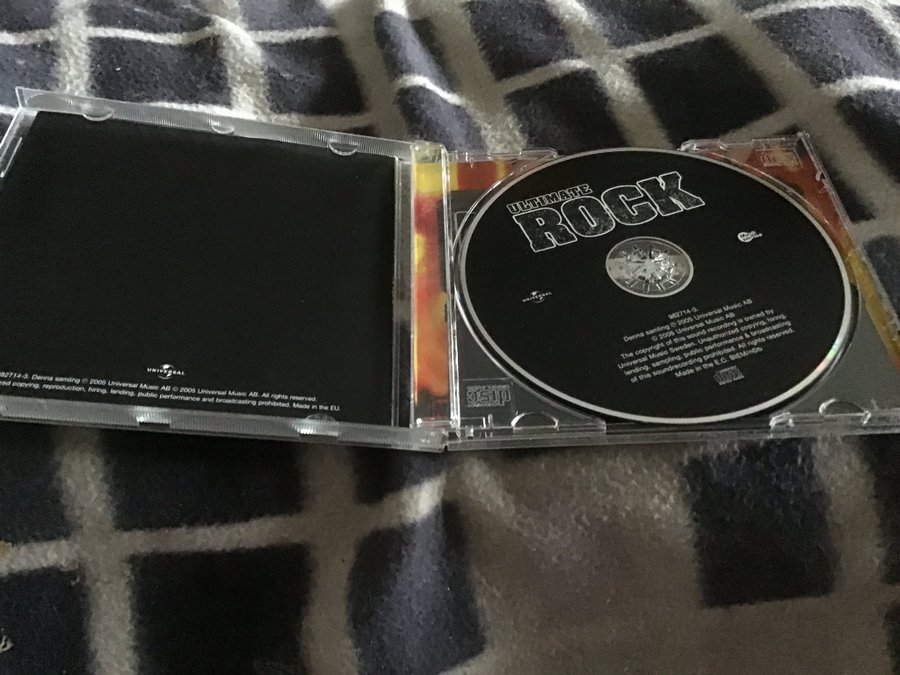 UNIVERSAL
982714-3. Denna samling ℗ 2005 Universal Music AB © 2005 Universal Music AB. All rights reserved.
copying, reproduction, hiring, lending, public performance and broadcasting prohibited. Made in the EU.
ULTIMATE
ROCK
UNIVERSAL
982714-3.
Denna samling ℗ 2005 Universal Music AB
© 2005 Universal Music AB
The copyright of this sound recording is owned by
Universal Music Sweden. Unauthorized copying, hiring,
lending, sampling, public performance & broadcasting
of this soundrecording prohibited. All rights reserved.
Made in E.C. BIEM/nCb
disc